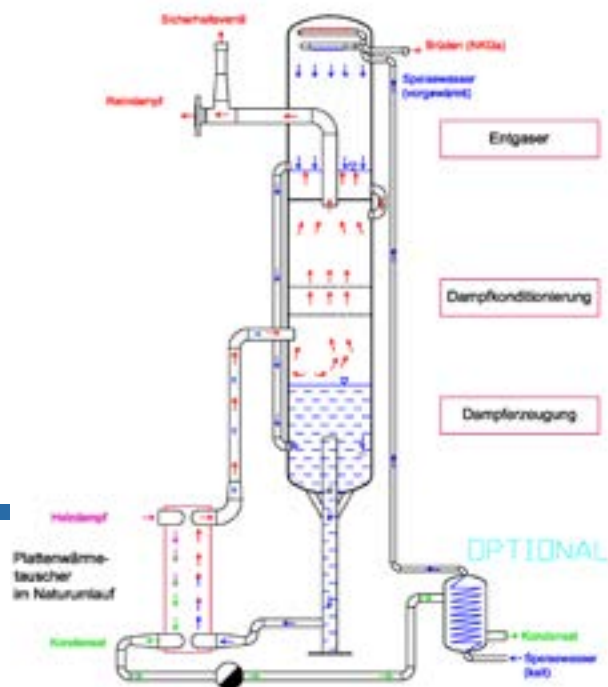 Sicherheitsventil
Brüden (NKGs)
Speisewasser
(vorgewärmt)
Reindampf
Entgaser
Dampfkonditionierung
Dampferzeugung
Heizdampf
OPTIONAL
Plattenwärme-
tauscher
im Naturumlauf
Kondensat
Kondensat
Speisewasser
(kalt)